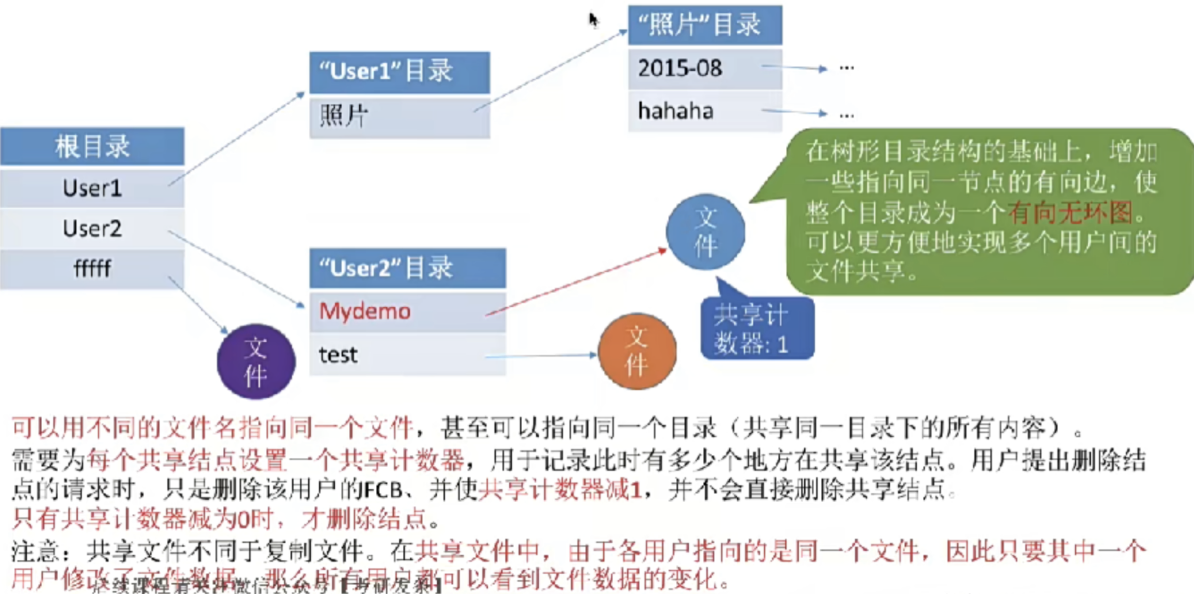 “照片”目录
2015-08
...
hahaha
...
“User1”目录
照片
根目录
User1
User2
fffff
“User2”目录
Mydemo
test
文
件
文
件
文
件
共享计
数器: 1
在树形目录结构的基础上，增加
一些指向同一节点的有向边，使
整个目录成为一个有向无环图。
可以更方便地实现多个用户间的
文件共享。
可以用不同的文件名指向同一个文件，甚至可以指向同一个目录（共享同一目录下的所有内容）。
需要为每个共享结点设置一个共享计数器，用于记录此时有多少个地方在共享该结点。用户提出删除结
点的请求时，只是删除该用户的FCB、并使共享计数器减1，并不会直接删除共享结点。
只有共享计数器减为0时，才删除结点。
注意：共享文件不同于复制文件。在共享文件中，由于各用户指向的是同一个文件，因此只要其中一个
用户修改了文件数据，那么所有用户都可以看到文件数据的变化。